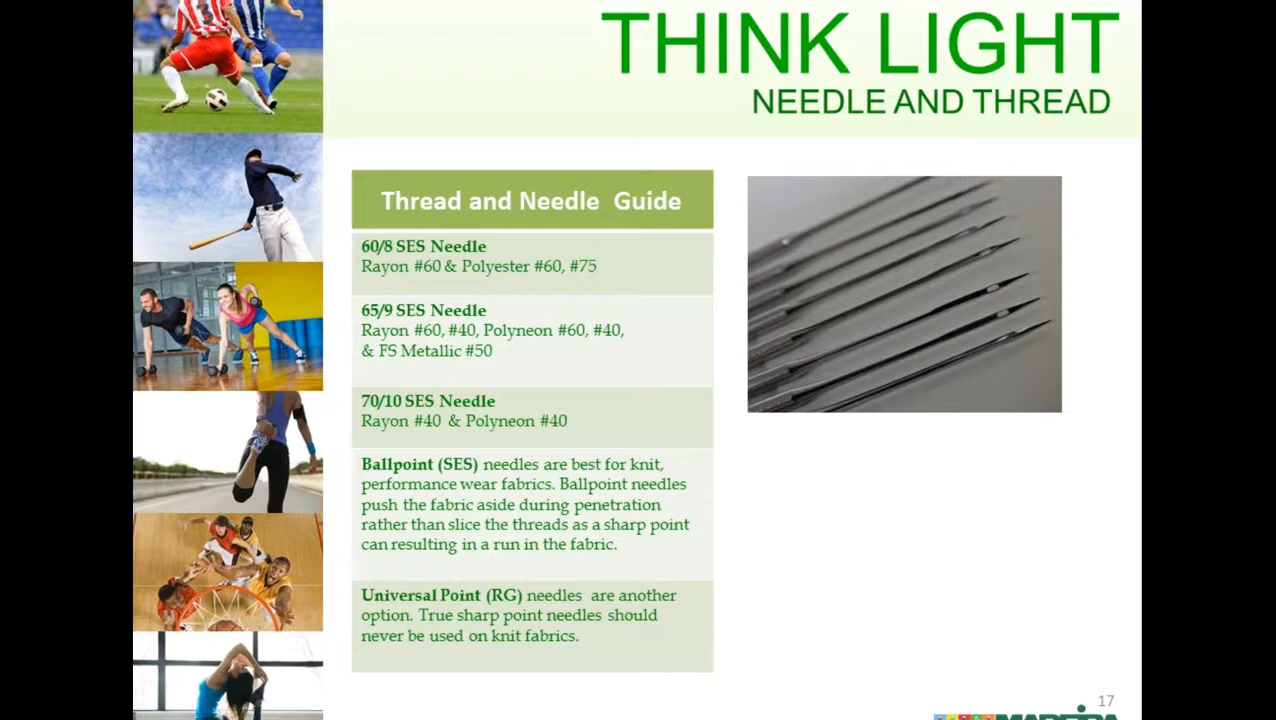 THINK LIGHT
NEEDLE AND THREAD
Thread and Needle Guide
60/8 SES Needle
Rayon #60 & Polyester #60, #75
65/9 SES Needle
Rayon #60, #40, Polyneon #60, #40,
& FS Metallic #50
70/10 SES Needle
Rayon #40 & Polyneon #40
Ballpoint (SES) needles are best for knit,
performance wear fabrics. Ballpoint needles
push the fabric aside during penetration
rather than slice the threads as a sharp point
can resulting in a run in the fabric.
Universal Point (RG) needles are another
option. True sharp point needles should
never be used on knit fabrics.
17
MADEIRA